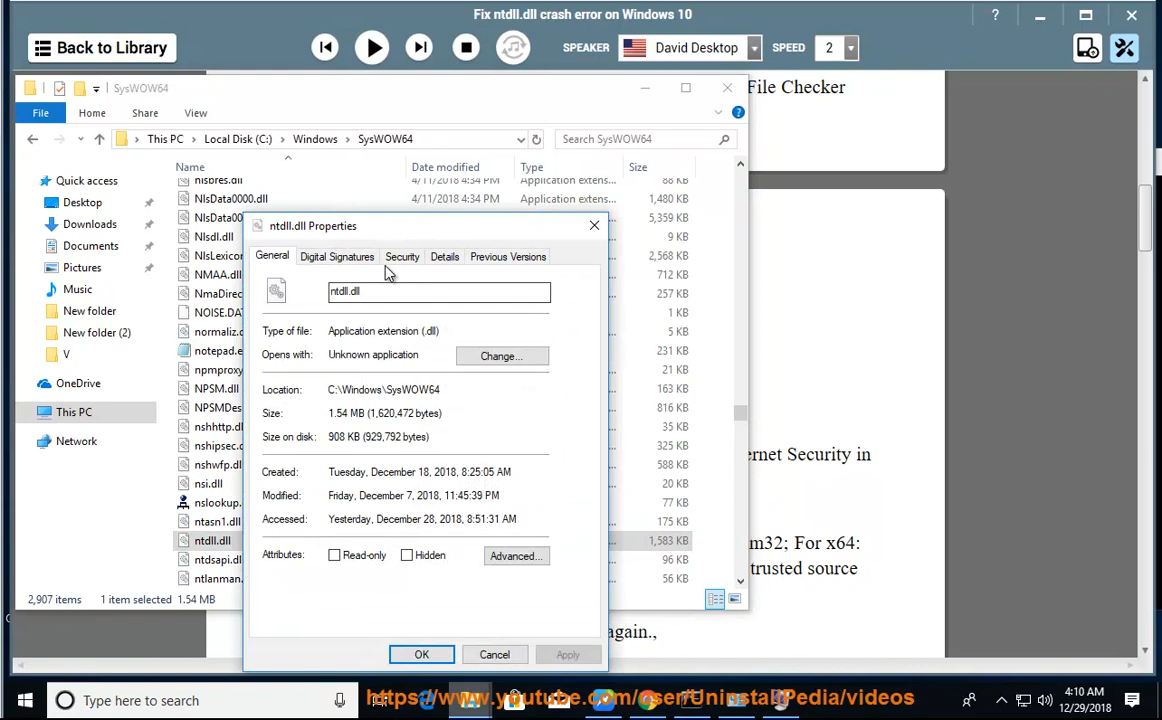 Fix ntdll.dll crash error on Windows 10
?
Back to Library
SPEAKER
David Desktop
SPEED
2
SysWOW64
File Checker
File
Home
Share
View
This PC
Local Disk (C:)
Windows
SysWOW64
Search SysWOW64
Name
Date modified
Type
Size
Quick access
Desktop
Downloads
Documents
Pictures
Music
New folder
New folder (2)
V
OneDrive
This PC
Network
nlsbres.dll 4/11/2018 4:34 PM Application extens... 88 KB
NlsData0000.dll 4/11/2018 4:34 PM Application extens... 1,480 KB
NlsData00 5,359 KB
Nlsdl.dll 9 KB
NlsLexicon 2,568 KB
NMAA.dll 712 KB
NmaDirec 257 KB
NOISE.DA 1 KB
normaliz.d 5 KB
notepad.e 231 KB
npmproxy 21 KB
NPSM.dll 163 KB
NPSMDes 816 KB
nshhttp.dl 35 KB
nshipsec.d 325 KB
nshwfp.dl 588 KB
nsi.dll 20 KB
nslookup. 77 KB
ntasn1.dll 175 KB
ntdll.dll 1,583 KB
ntdsapi.d 96 KB
ntlanman. 56 KB
2,907 items 1 item selected 1.54 MB
ntdll.dll Properties
General
Digital Signatures
Security
Details
Previous Versions
ntdll.dll
Type of file: Application extension (.dll)
Opens with: Unknown application
Change...
Location: C:\Windows\SysWOW64
Size: 1.54 MB (1,620,472 bytes)
Size on disk: 908 KB (929,792 bytes)
Created: Tuesday, December 18, 2018, 8:25:05 AM
Modified: Friday, December 7, 2018, 11:45:39 PM
Accessed: Yesterday, December 28, 2018, 8:51:31 AM
Attributes:
Read-only
Hidden
Advanced...
OK
Cancel
Apply
ernet Security in
m32; For x64:
trusted source
again.,
Type here to search
https://www.youtube.com/user/UninstallPedia/videos
4:10 AM
12/29/2018